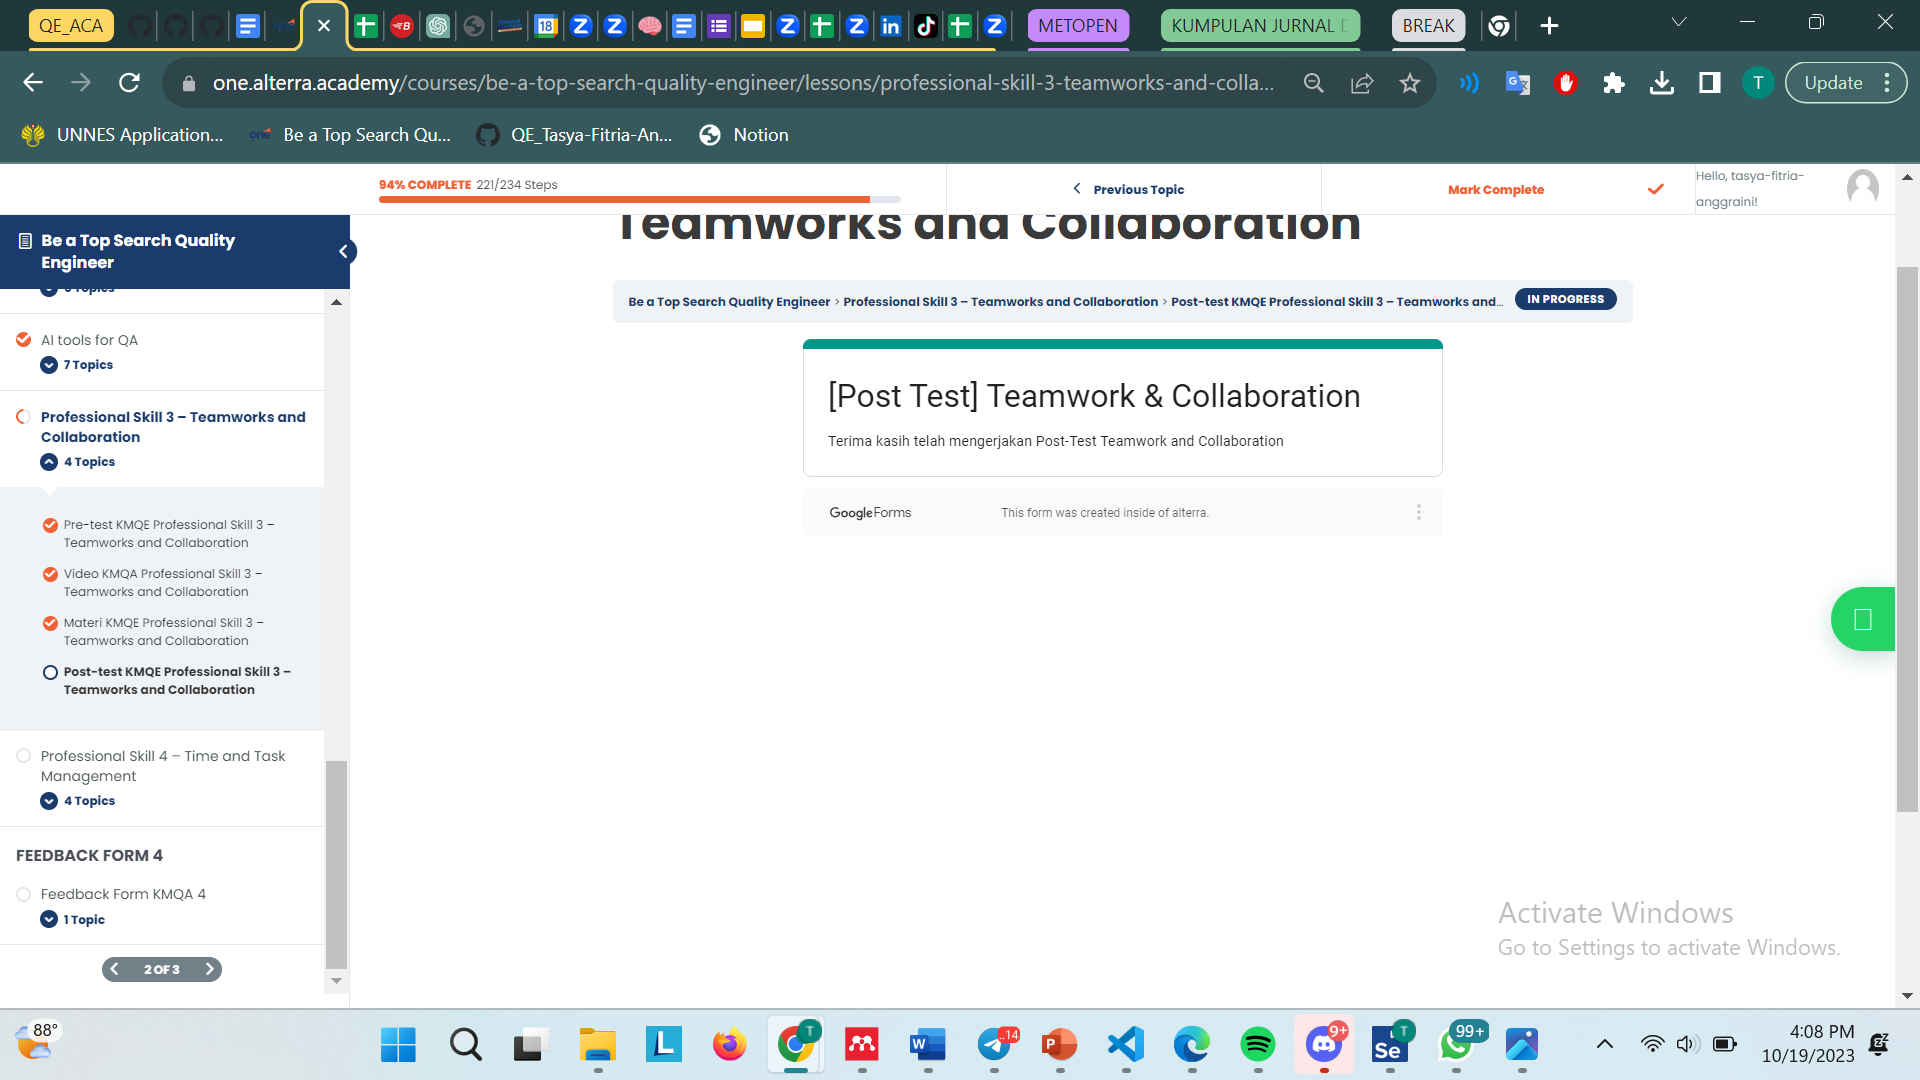 QE_ACA
METOPEN
KUMPULAN JURNAL
BREAK
one.alterra.academy/courses/be-a-top-search-quality-engineer/lessons/professional-skill-3-teamworks-and-colla...
T
Update
UNNES Application...
one
Be a Top Search Qu...
QE_Tasya-Fitria-An...
Notion
94% COMPLETE 221/234 Steps
Previous Topic
Mark Complete
Hello, tasya-fitria-
anggraini!
Be a Top Search Quality
Engineer
Topics
AI tools for QA
7 Topics
Professional Skill 3 – Teamworks and
Collaboration
4 Topics
Pre-test KMQE Professional Skill 3 –
Teamworks and Collaboration
Video KMQA Professional Skill 3 –
Teamworks and Collaboration
Materi KMQE Professional Skill 3 –
Teamworks and Collaboration
Post-test KMQE Professional Skill 3 –
Teamworks and Collaboration
Professional Skill 4 – Time and Task
Management
4 Topics
FEEDBACK FORM 4
Feedback Form KMQA 4
1 Topic
2 OF 3
Teamworks and Collaboration
Be a Top Search Quality Engineer > Professional Skill 3 – Teamworks and Collaboration > Post-test KMQE Professional Skill 3 – Teamworks and...
IN PROGRESS
[Post Test] Teamwork & Collaboration
Terima kasih telah mengerjakan Post-Test Teamwork and Collaboration
Google Forms
This form was created inside of alterra.
Activate Windows
Go to Settings to activate Windows.
88°
9+
99+
4:08 PM
10/19/2023